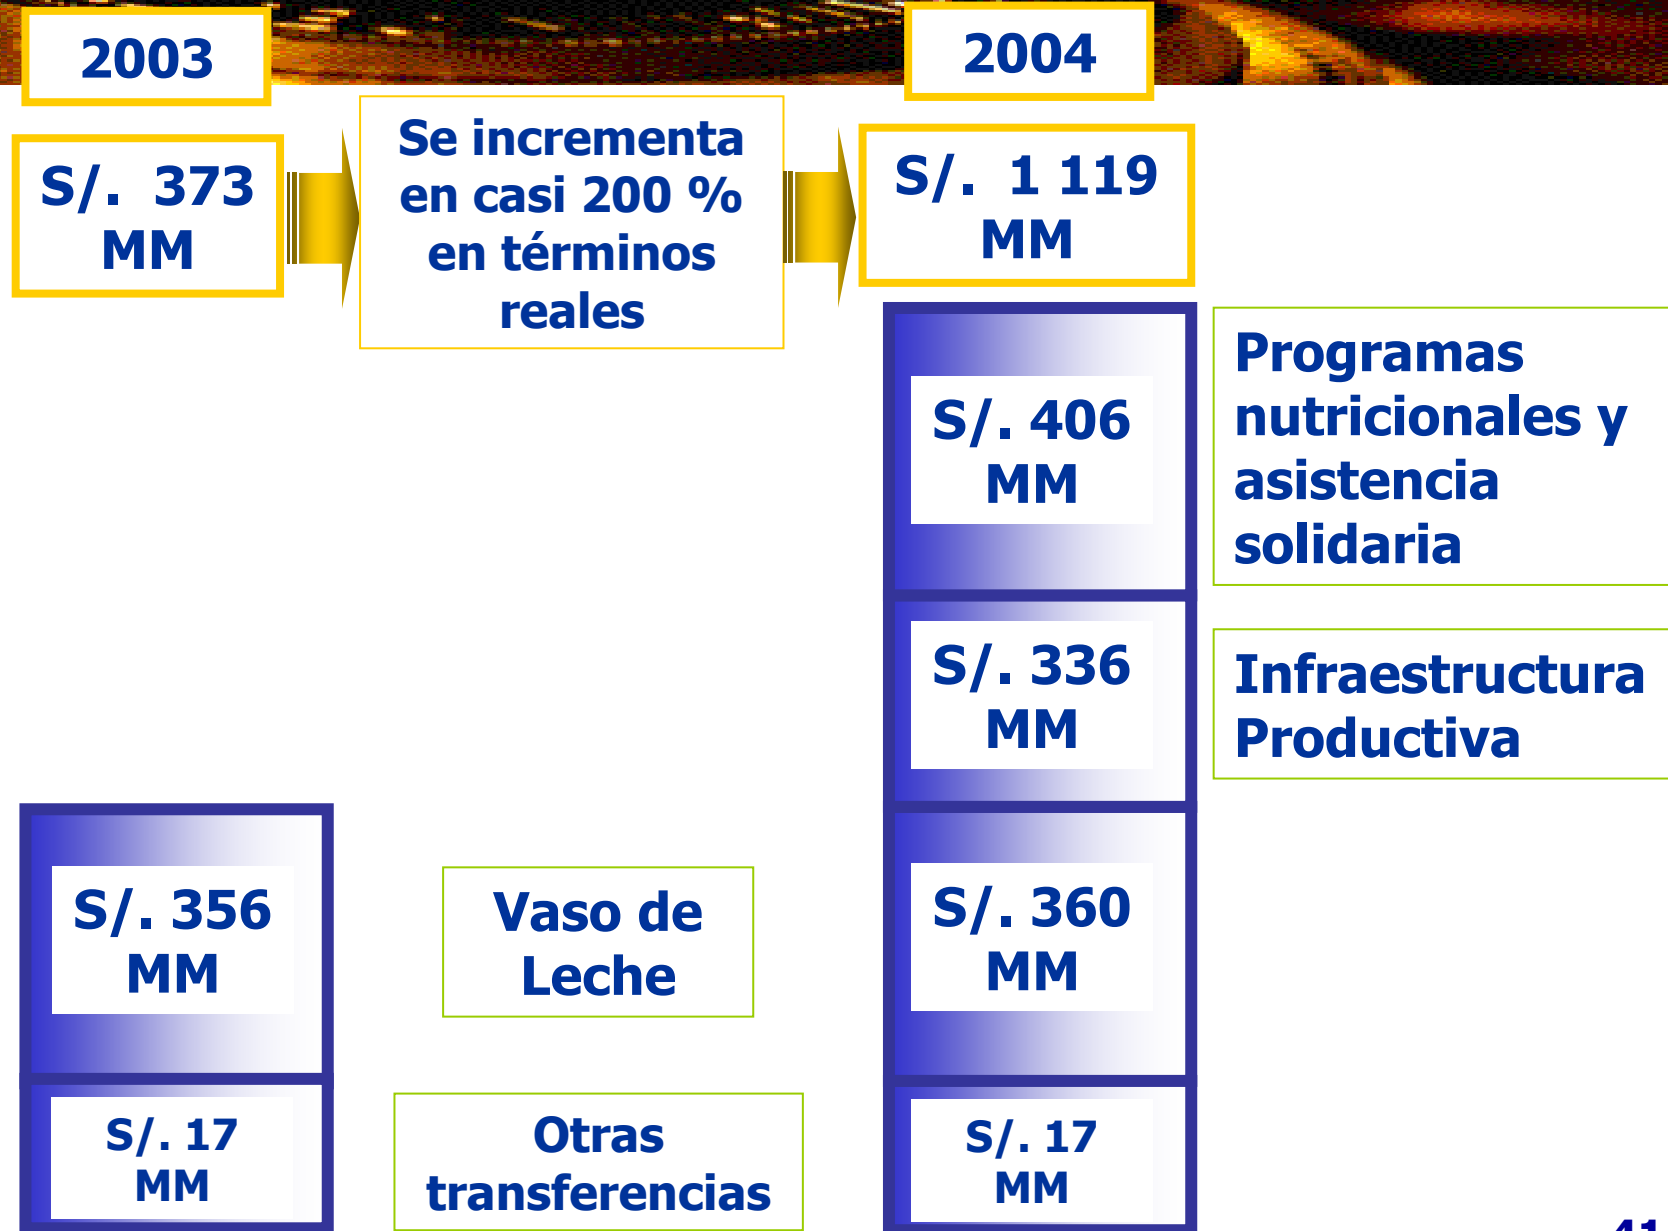 2003
2004
S/. 373
MM
Se incrementa
en casi 200 %
en términos
reales
S/. 1 119
MM
S/. 406
MM
Programas
nutricionales y
asistencia
solidaria
S/. 336
MM
Infraestructura
Productiva
S/. 356
MM
Vaso de
Leche
S/. 360
MM
S/. 17
MM
Otras
transferencias
S/. 17
MM
41